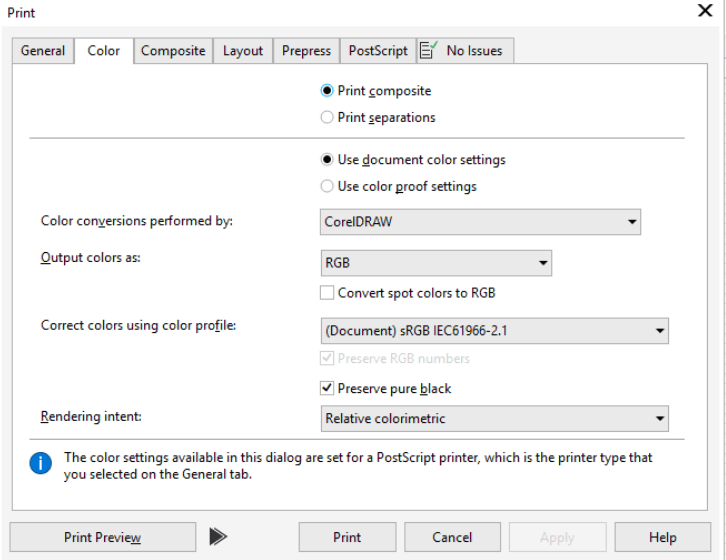 Print
General Color Composite Layout Prepress PostScript No Issues
Print composite
Print separations
Use document color settings
Use color proof settings
Color conversions performed by: CorelDRAW
Output colors as: RGB
Convert spot colors to RGB
Correct colors using color profile: (Document) sRGB IEC61966-2.1
Preserve RGB numbers
Preserve pure black
Rendering intent: Relative colorimetric
The color settings available in this dialog are set for a PostScript printer, which is the printer type that
you selected on the General tab.
Print Preview Print Cancel Apply Help